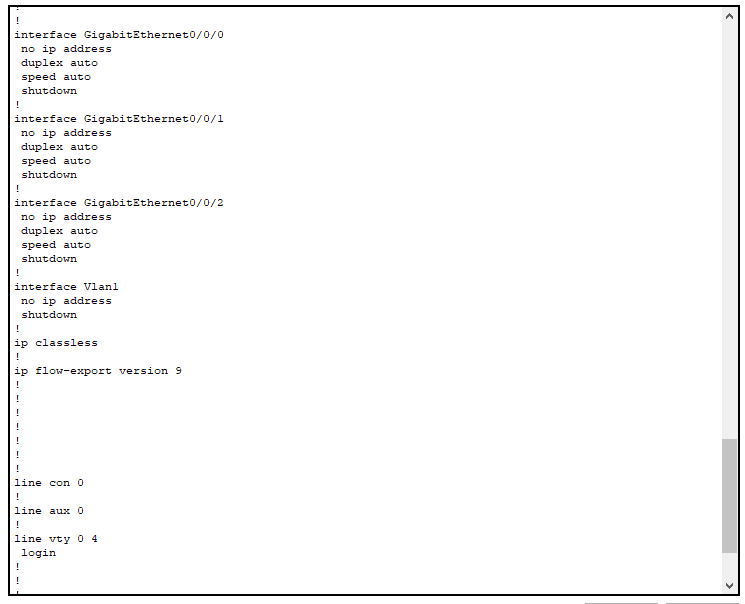 !
!
interface GigabitEthernet0/0/0
 no ip address
 duplex auto
 speed auto
 shutdown
!
interface GigabitEthernet0/0/1
 no ip address
 duplex auto
 speed auto
 shutdown
!
interface GigabitEthernet0/0/2
 no ip address
 duplex auto
 speed auto
 shutdown
!
interface Vlan1
 no ip address
 shutdown
!
ip classless
!
ip flow-export version 9
!
!
!
!
!
!
!
line con 0
!
line aux 0
!
line vty 0 4
 login
!
!
!